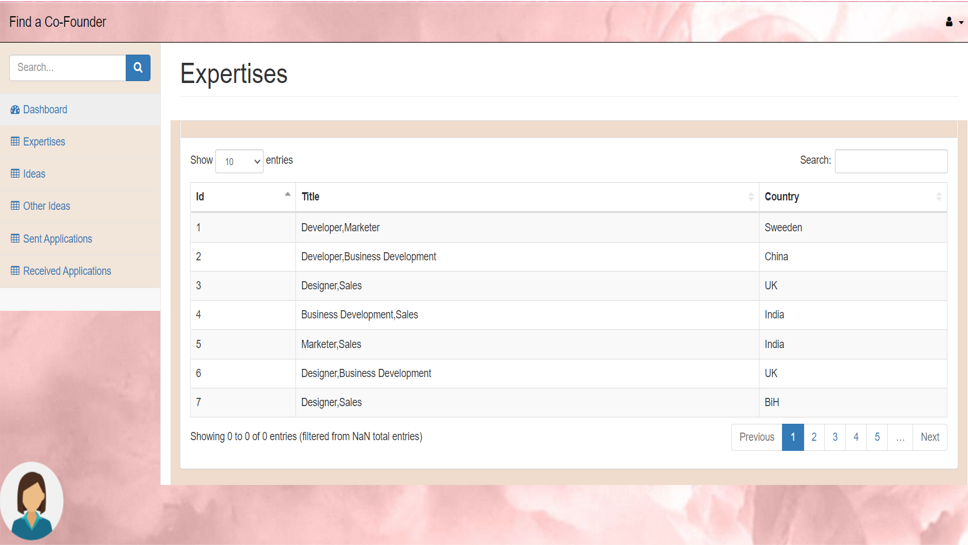 Find a Co-Founder
Search...
Dashboard
Expertises
Ideas
Other Ideas
Sent Applications
Received Applications
Expertises
Show 10 entries Search:
Id Title Country
1 Developer,Marketer Sweeden
2 Developer,Business Development China
3 Designer,Sales UK
4 Business Development,Sales India
5 Marketer,Sales India
6 Designer,Business Development UK
7 Designer,Sales BiH
Showing 0 to 0 of 0 entries (filtered from NaN total entries) Previous 1 2 3 4 5 ... Next